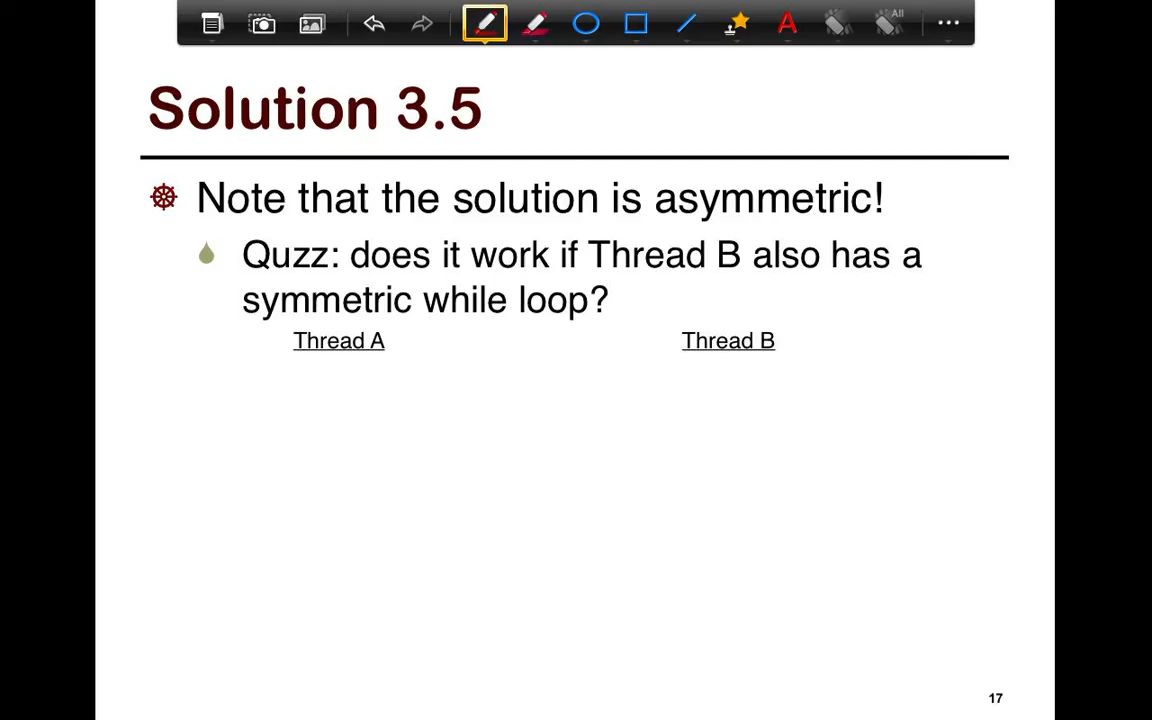 All
A
Solution 3.5
Note that the solution is asymmetric!
Quzz: does it work if Thread B also has a
symmetric while loop?
Thread A Thread B
17